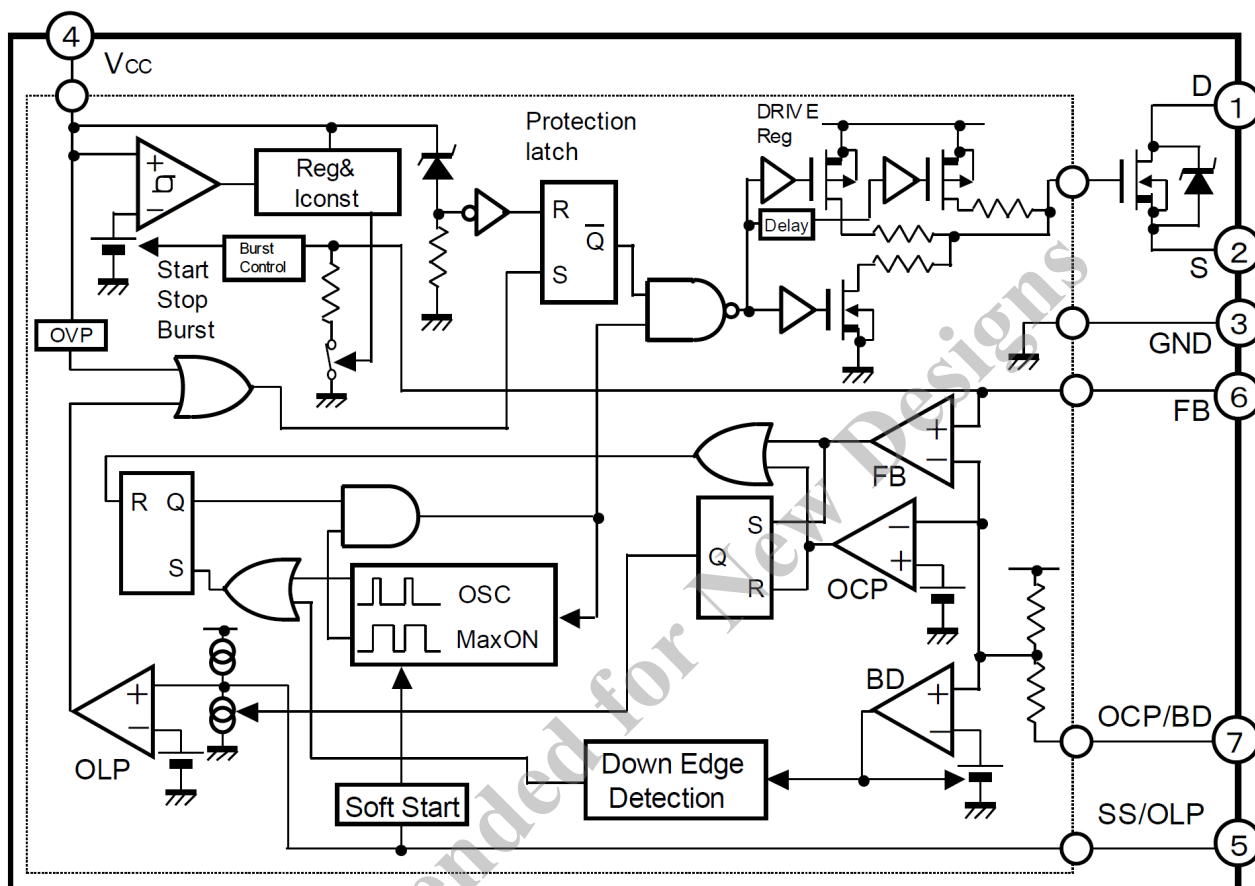 4
VCC
D
1
Protection
latch
DRIVE
Reg
+
−
Reg&
Iconst
R
Q
S
Delay
2
S
Burst
Control
Start
Stop
Burst
OVP
3
GND
6
FB
+
−
FB
R
Q
S
S
Q
R
−
+
OCP
OSC
MaxON
BD
+
−
+
−
OLP
OCP/BD
7
Down Edge
Detection
Soft Start
SS/OLP
5
ended for New Designs